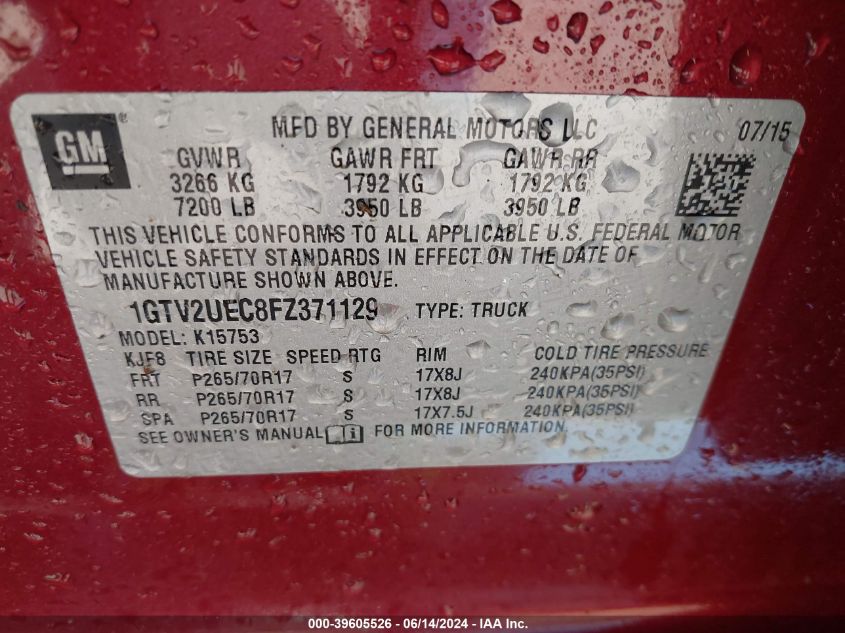 GM ®
MFD BY GENERAL MOTORS LLC 07/15
GVWR GAWR FRT GAWR RR
3266 KG 1792 KG 1792 KG
7200 LB 3950 LB 3950 LB
THIS VEHICLE CONFORMS TO ALL APPLICABLE U.S. FEDERAL MOTOR
VEHICLE SAFETY STANDARDS IN EFFECT ON THE DATE OF
MANUFACTURE SHOWN ABOVE.
1GTV2UEC8FZ371129 TYPE: TRUCK
MODEL: K15753
KJF8 TIRE SIZE SPEED RTG RIM COLD TIRE PRESSURE
FRT P265/70R17 S 17X8J 240KPA(35PSI)
RR P265/70R17 S 17X8J 240KPA(35PSI)
SPA P265/70R17 S 17X7.5J 240KPA(35PSI)
SEE OWNER'S MANUAL i FOR MORE INFORMATION.
000-39605526 - 06/14/2024 - IAA Inc.